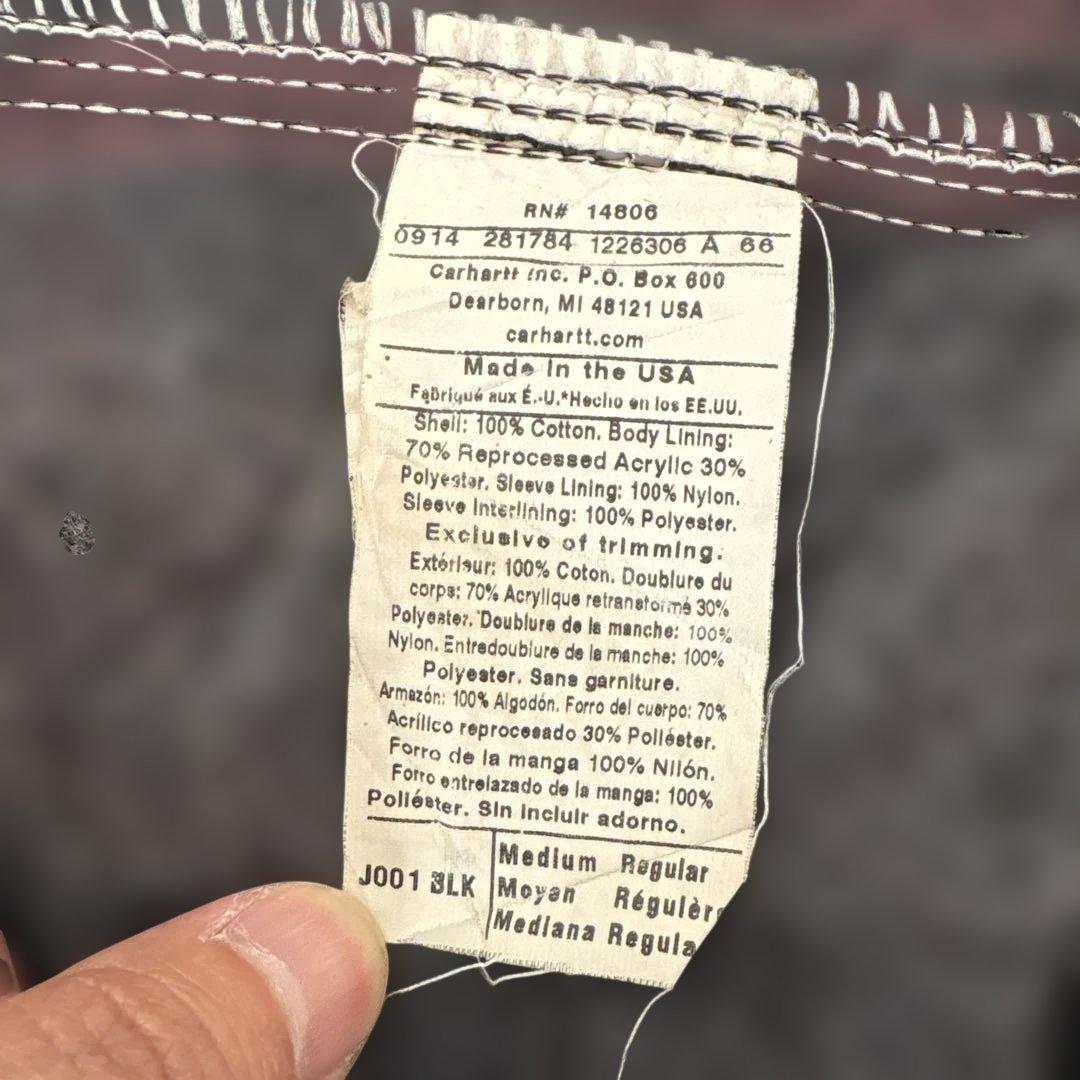 RN# 14806
0914 281784 1226306 A 66
Carhartt Inc. P.O. Box 600
Dearborn, MI 48121 USA
carhartt.com
Made in the USA
Fabriqué aux É.-U.*Hecho en los EE.UU.
Shell: 100% Cotton. Body Lining:
70% Reprocessed Acrylic 30%
Polyester. Sleeve Lining: 100% Nylon.
Sleeve Interlining: 100% Polyester.
Exclusive of trimming.
Extérieur: 100% Coton. Doublure du
corps: 70% Acrylique retransformé 30%
Polyester. Doublure de la manche: 100%
Nylon. Entredoublure de la manche: 100%
Polyester. Sans garniture.
Armazón: 100% Algodón. Forro del cuerpo: 70%
Acrílico reprocesado 30% Poliéster.
Forro de la manga 100% Nilón.
Forro entrelazado de la manga: 100%
Poliéster. Sin incluir adorno.
J001 BLK
Medium Regular
Moyen Régulèr
Mediana Regula